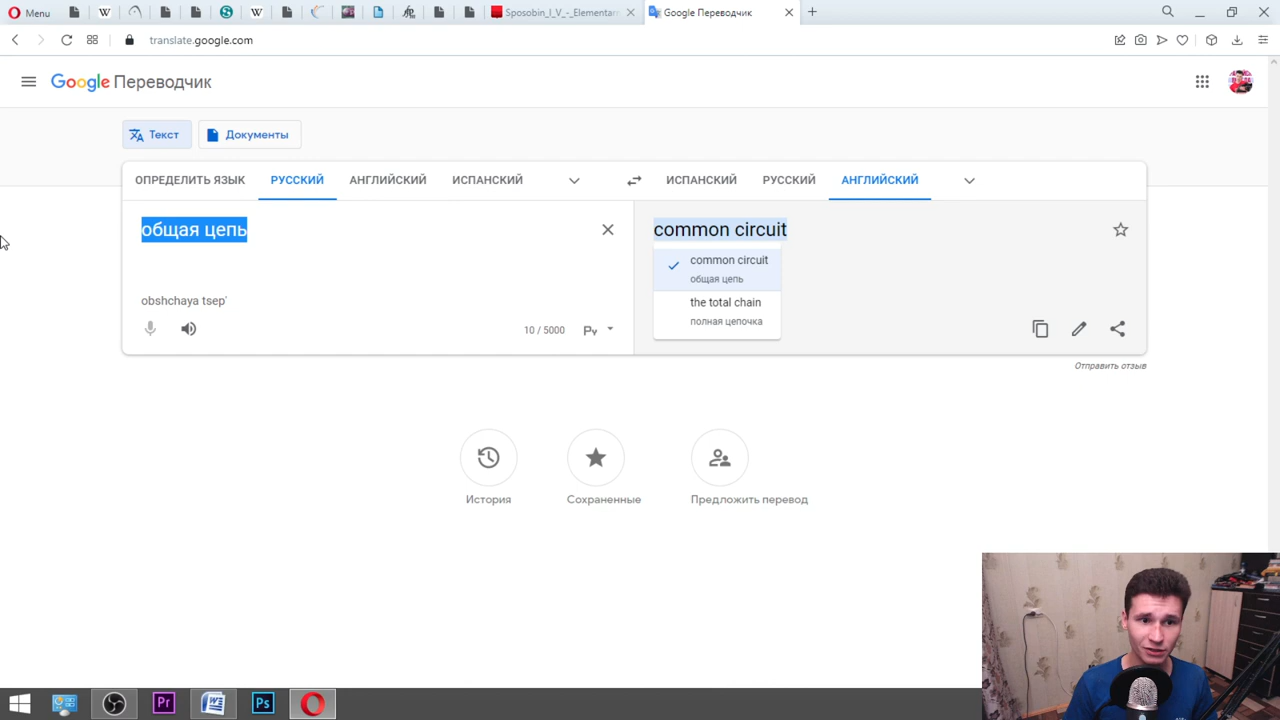 Menu
Sposobin_I_V_-_Elementar
Google Переводчик
translate.google.com
Google Переводчик
Текст
Документы
ОПРЕДЕЛИТЬ ЯЗЫК РУССКИЙ АНГЛИЙСКИЙ ИСПАНСКИЙ
ИСПАНСКИЙ РУССКИЙ АНГЛИЙСКИЙ
общая цепь
common circuit
common circuit
общая цепь
the total chain
полная цепочка
obshchaya tsep'
10 / 5000
Ру
Отправить отзыв
История
Сохраненные
Предложить перевод
Pr
W
Ps